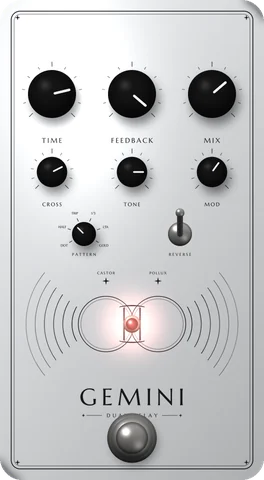 TIME FEEDBACK MIX
CROSS TONE MOD
PATTERN REVERSE
CASTOR POLLUX
GEMINI